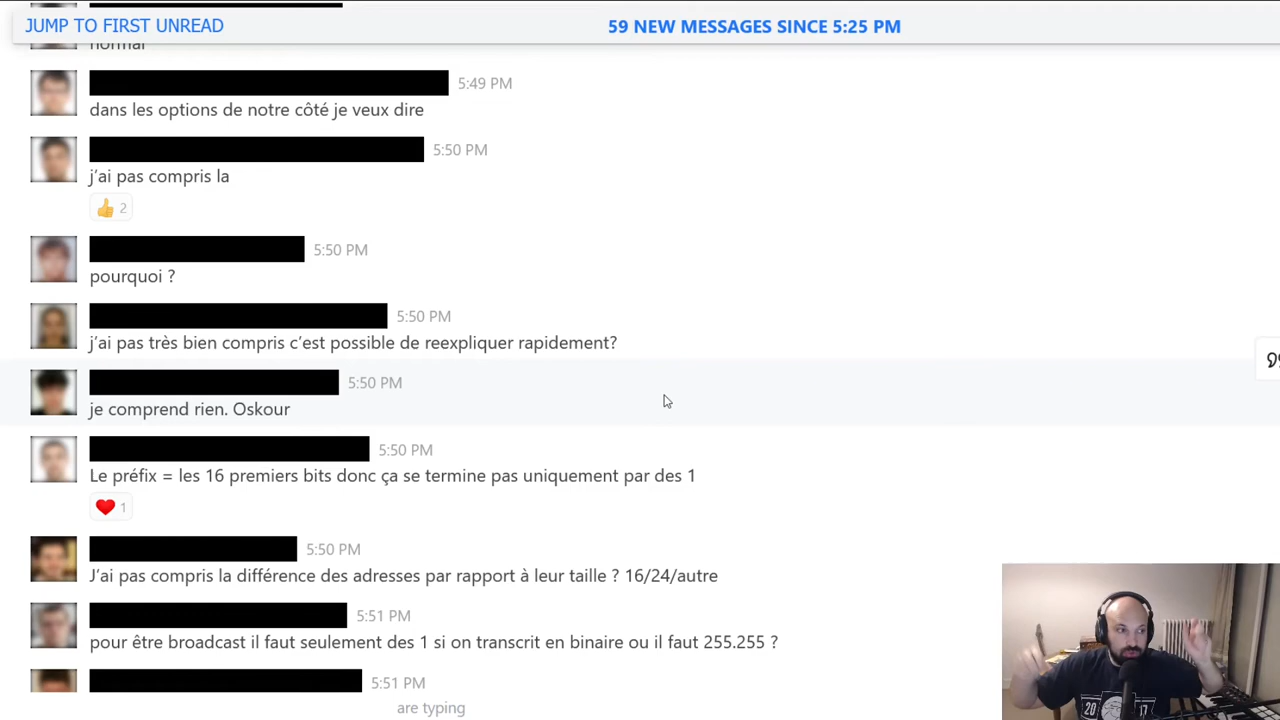 JUMP TO FIRST UNREAD
59 NEW MESSAGES SINCE 5:25 PM
normal
5:49 PM
dans les options de notre côté je veux dire
5:50 PM
j'ai pas compris la
👍 2
5:50 PM
pourquoi ?
5:50 PM
j'ai pas très bien compris c'est possible de reexpliquer rapidement?
5:50 PM
je comprend rien. Oskour
5:50 PM
Le préfix = les 16 premiers bits donc ça se termine pas uniquement par des 1
❤️ 1
5:50 PM
J'ai pas compris la différence des adresses par rapport à leur taille ? 16/24/autre
5:51 PM
pour être broadcast il faut seulement des 1 si on transcrit en binaire ou il faut 255.255 ?
5:51 PM
are typing
20 17